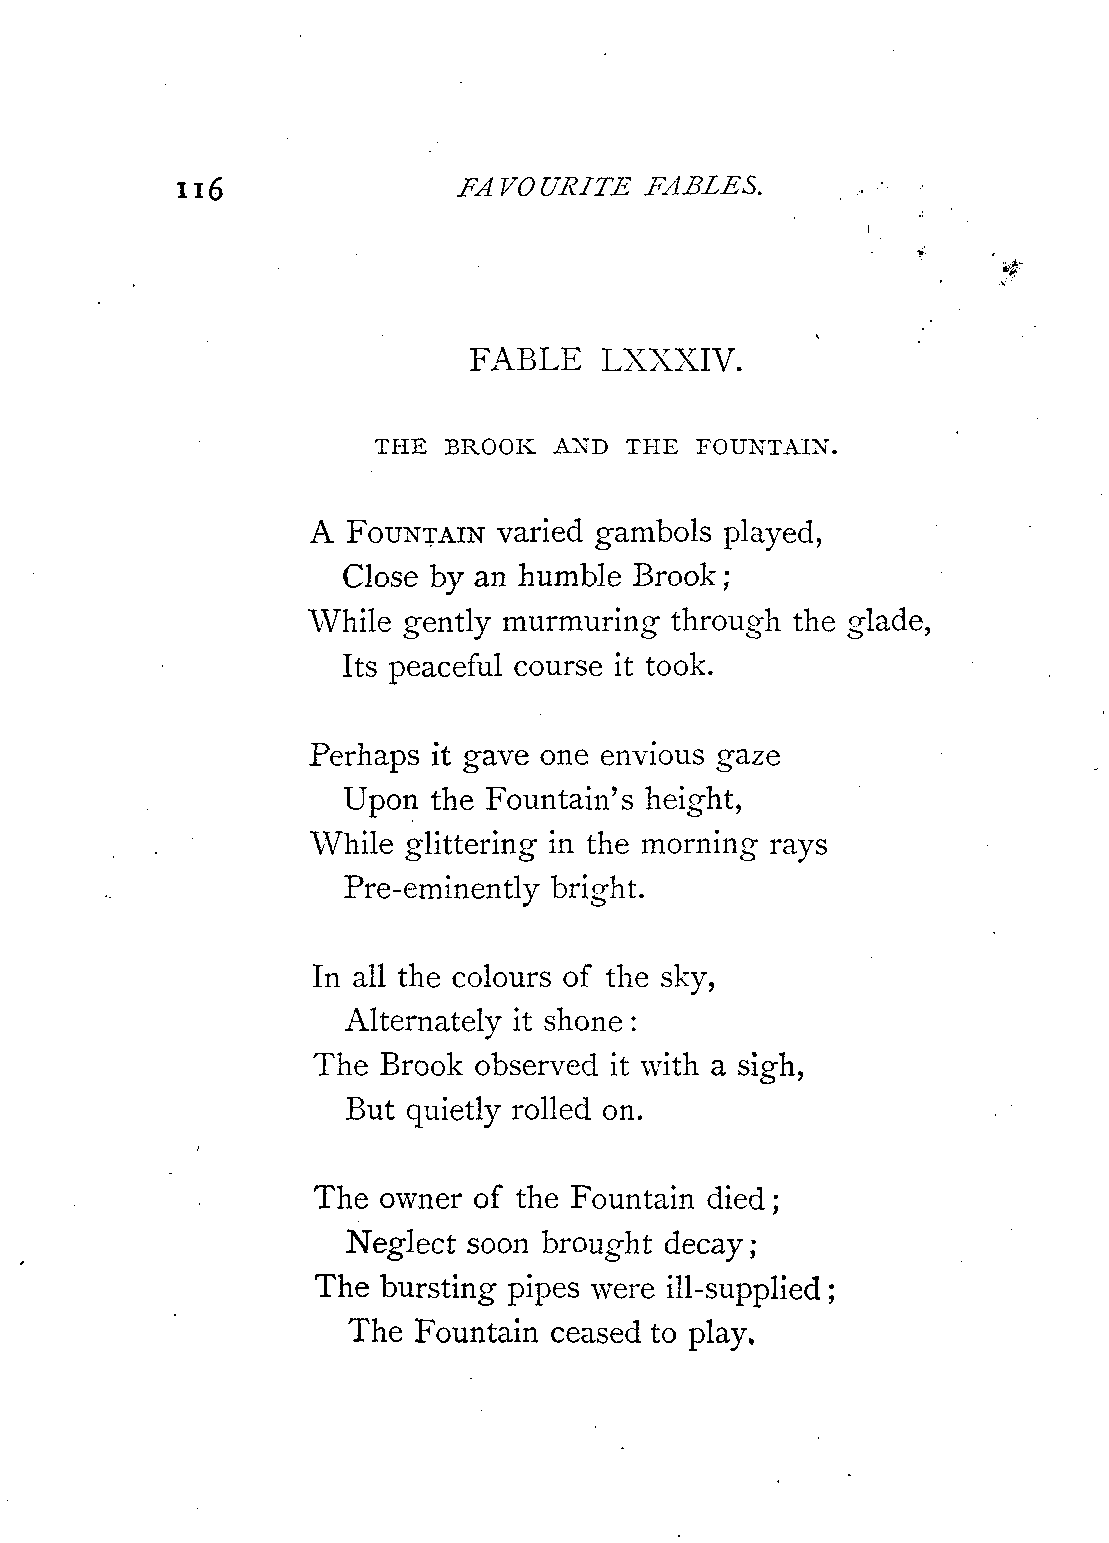 116 FAVOURITE FABLES.
FABLE LXXXIV.
THE BROOK AND THE FOUNTAIN.
A FOUNTAIN varied gambols played,
Close by an humble Brook;
While gently murmuring through the glade,
Its peaceful course it took.
Perhaps it gave one envious gaze
Upon the Fountain's height,
While glittering in the morning rays
Pre-eminently bright.
In all the colours of the sky,
Alternately it shone:
The Brook observed it with a sigh,
But quietly rolled on.
The owner of the Fountain died;
Neglect soon brought decay;
The bursting pipes were ill-supplied;
The Fountain ceased to play.